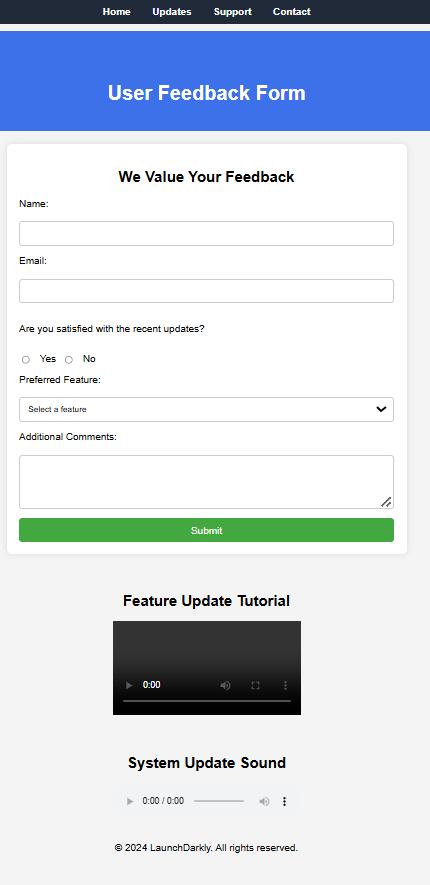 Home Updates Support Contact
User Feedback Form
We Value Your Feedback
Name:
Email:
Are you satisfied with the recent updates?
Yes No
Preferred Feature:
Select a feature
Additional Comments:
Submit
Feature Update Tutorial
0:00
System Update Sound
0:00 / 0:00
© 2024 LaunchDarkly. All rights reserved.